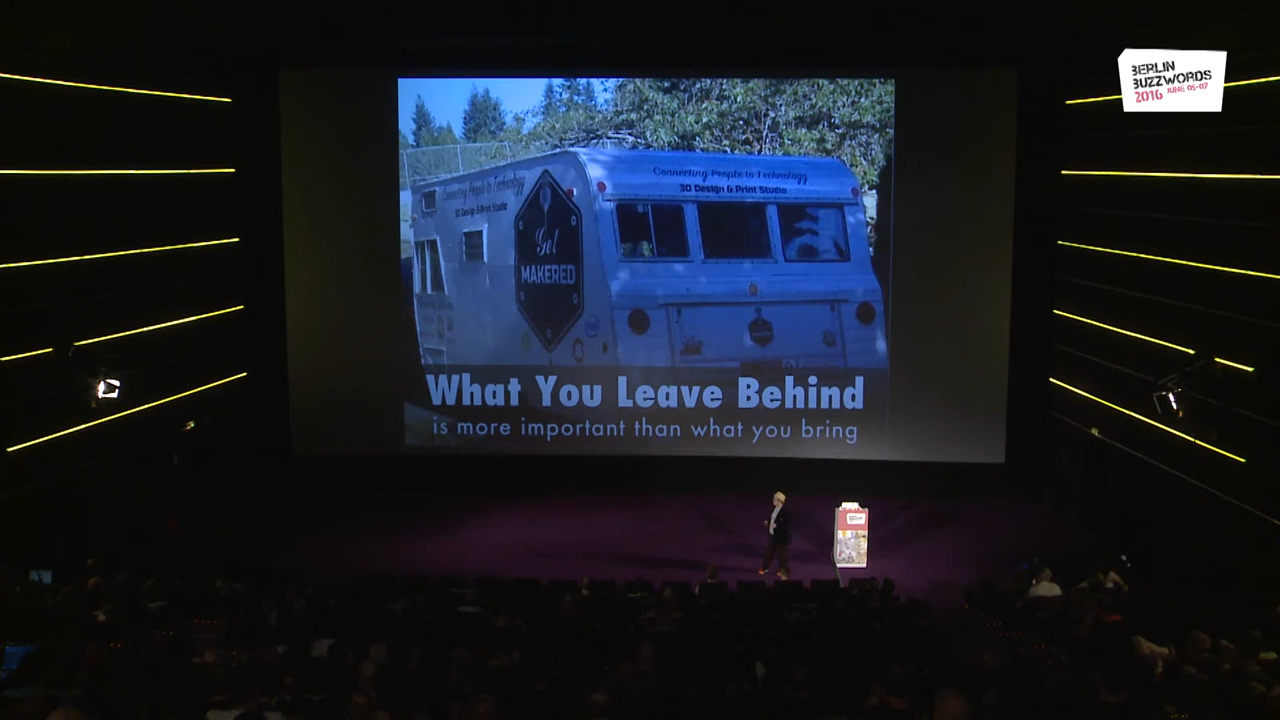 BERLIN
BUZZWORDS
2016 JUNE 05-07
Connecting People to Technology
3D Design & Print Studio
Connecting People to Technology
3D Design & Print Studio
Get
MAKERED
What You Leave Behind
is more important than what you bring